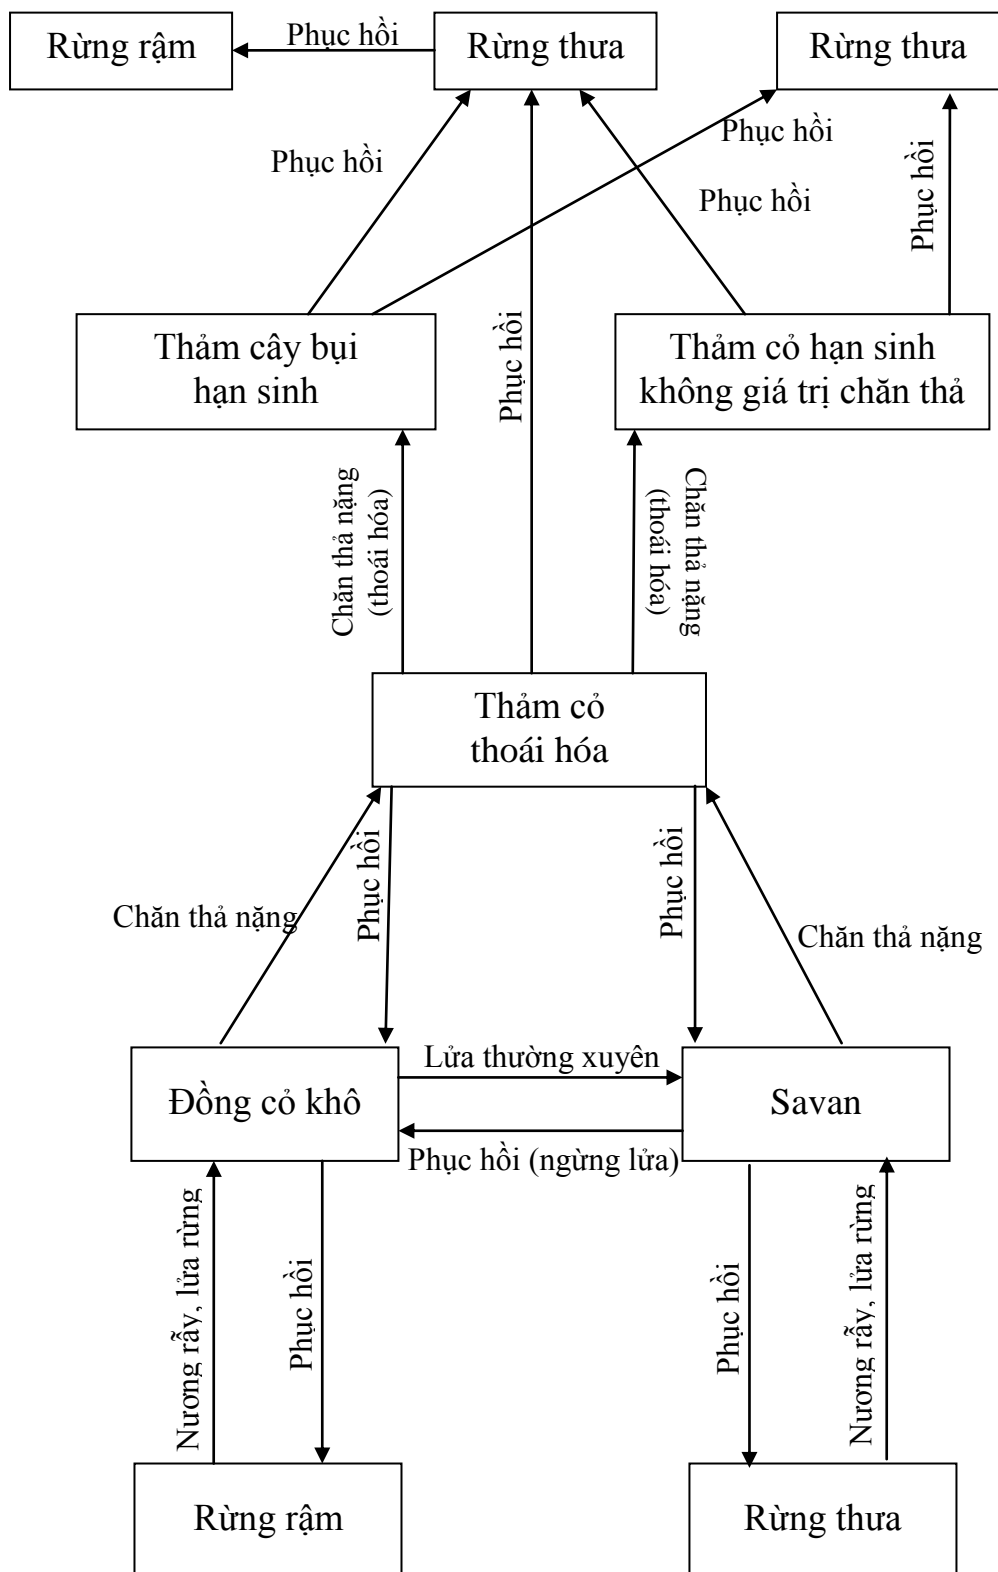 Rừng rậm
Phục hồi
Rừng thưa
Rừng thưa
Phục hồi
Phục hồi
Phục hồi
Phục hồi
Thảm cây bụi
hạn sinh
Phục hồi
Thảm cỏ hạn sinh
không giá trị chăn thả
Chăn thả nặng
(thoái hóa)
Chăn thả nặng
(thoái hóa)
Thảm cỏ
thoái hóa
Chăn thả nặng
Phục hồi
Phục hồi
Chăn thả nặng
Đồng cỏ khô
Lửa thường xuyên
Savan
Phục hồi (ngừng lửa)
Nương rẫy, lửa rừng
Phục hồi
Phục hồi
Nương rẫy, lửa rừng
Rừng rậm
Rừng thưa